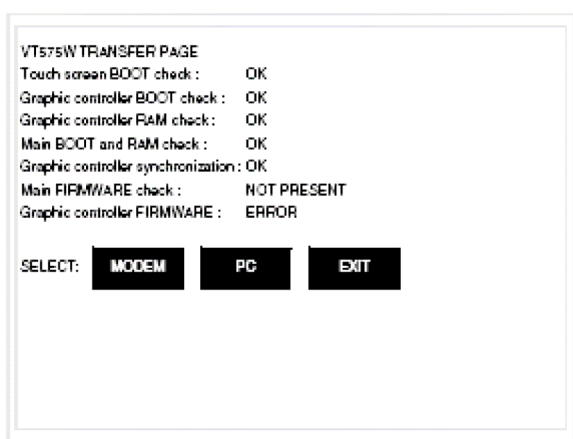 VT575W TRANSFER PAGE
Touch screen BOOT check : OK
Graphic controller BOOT check : OK
Graphic controller RAM check : OK
Main BOOT and RAM check : OK
Graphic controller synchronization : OK
Main FIRMWARE check : NOT PRESENT
Graphic controller FIRMWARE : ERROR
SELECT: MODEM PC EXIT